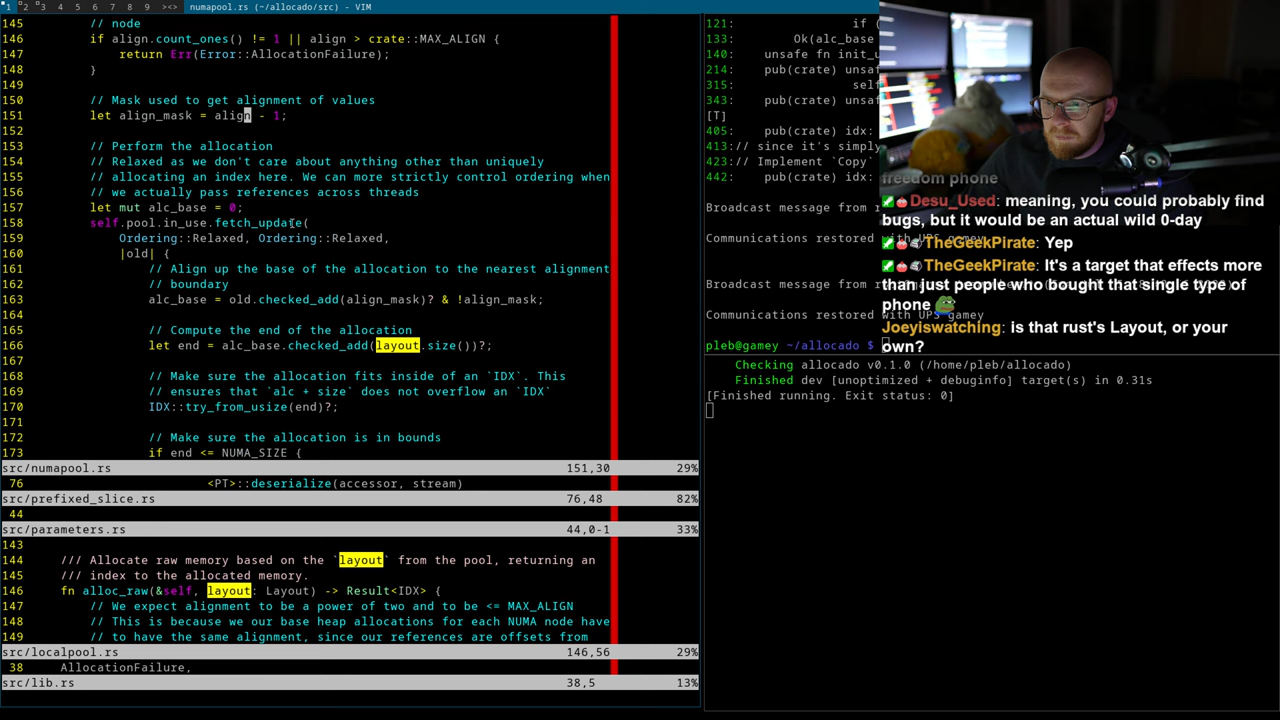 1 2 3 4 5 6 7 8 9 ><> numapool.rs (~/allocado/src) - VIM
145 // node
146 if align.count_ones() != 1 || align > crate::MAX_ALIGN {
147 return Err(Error::AllocationFailure);
148 }
149
150 // Mask used to get alignment of values
151 let align_mask = align - 1;
152
153 // Perform the allocation
154 // Relaxed as we don't care about anything other than uniquely
155 // allocating an index here. We can more strictly control ordering when
156 // we actually pass references across threads
157 let mut alc_base = 0;
158 self.pool.in_use.fetch_update(
159 Ordering::Relaxed, Ordering::Relaxed,
160 |old| {
161 // Align up the base of the allocation to the nearest alignment
162 // boundary
163 alc_base = old.checked_add(align_mask)? & !align_mask;
164
165 // Compute the end of the allocation
166 let end = alc_base.checked_add(layout.size())?;
167
168 // Make sure the allocation fits inside of an `IDX`. This
169 // ensures that `alc + size` does not overflow an `IDX`
170 IDX::try_from_usize(end)?;
171
172 // Make sure the allocation is in bounds
173 if end <= NUMA_SIZE {
src/numapool.rs 151,30 29%
76 <PT>::deserialize(accessor, stream)
src/prefixed_slice.rs 76,48 82%
44
src/parameters.rs 44,0-1 33%
143
144 /// Allocate raw memory based on the `layout` from the pool, returning an
145 /// index to the allocated memory.
146 fn alloc_raw(&self, layout: Layout) -> Result<IDX> {
147 // We expect alignment to be a power of two and to be <= MAX_ALIGN
148 // This is because we our base heap allocations for each NUMA node have
149 // to have the same alignment, since our references are offsets from
src/localpool.rs 146,56 29%
38 AllocationFailure,
src/lib.rs 38,5 13%
121: if (
133: Ok(alc_base
140: unsafe fn init_u
214: pub(crate) unsaf
315: self
343: pub(crate) unsa
[T]
405: pub(crate) idx:
413:// since it's simply
423:// Implement `Copy`
442: pub(crate) idx:
Broadcast message from r
Communications restored with UPS gamey
Broadcast message from
Communications restored with UPS gamey
pleb@gamey ~/allocado $
Checking allocado v0.1.0 (/home/pleb/allocado)
Finished dev [unoptimized + debuginfo] target(s) in 0.31s
[Finished running. Exit status: 0]
freedom phone
Desu_Used: meaning, you could probably find
bugs, but it would be an actual wild 0-day
TheGeekPirate: Yep
TheGeekPirate: It's a target that effects more
than just people who bought that single type of
phone
Joeyiswatching: is that rust's Layout, or your
own?